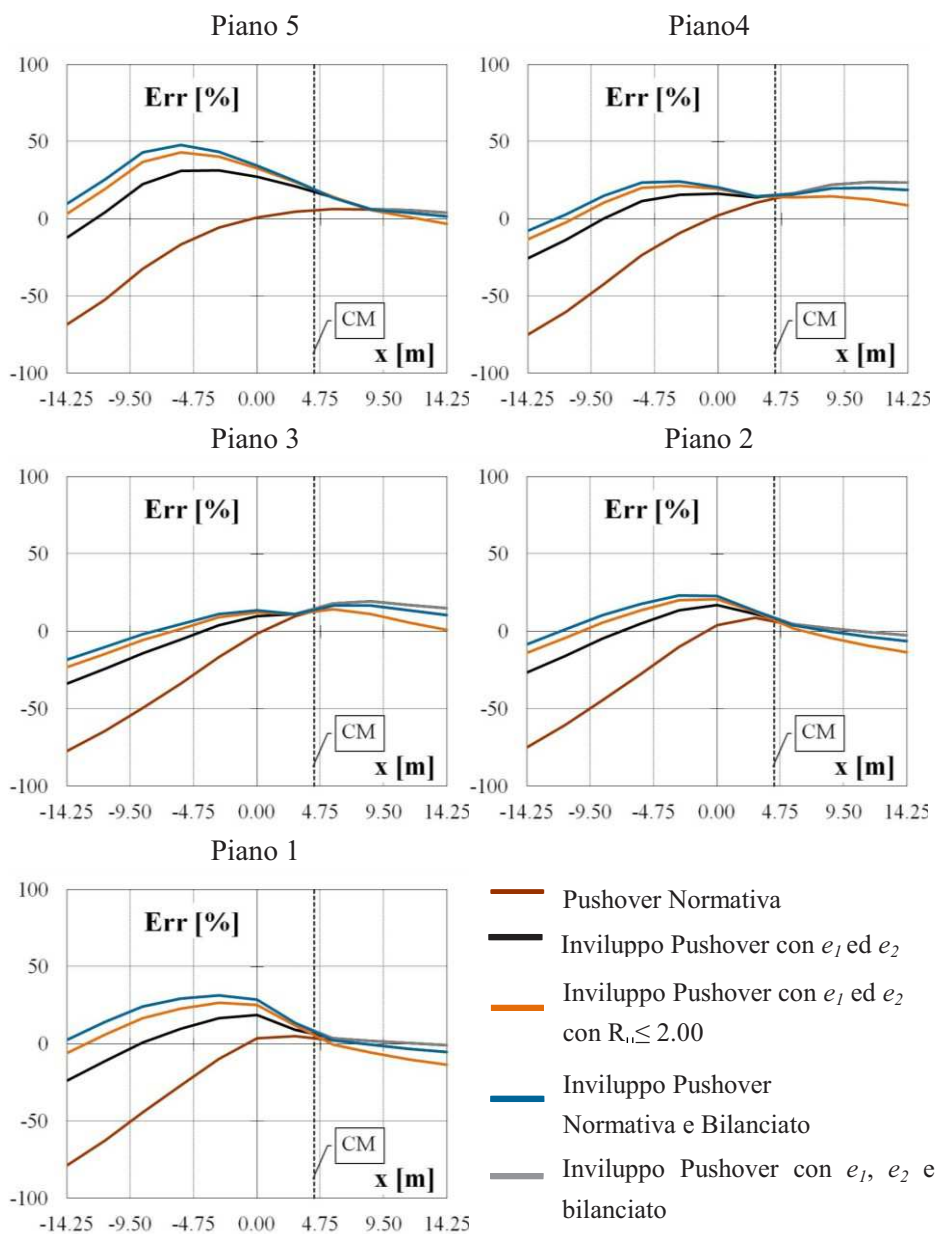 Piano 5
100
Err [%]
50
0
-50
CM
x [m]
-100
-14.25 -9.50 -4.75 0.00 4.75 9.50 14.25
Piano4
100
Err [%]
50
0
-50
CM
x [m]
-100
-14.25 -9.50 -4.75 0.00 4.75 9.50 14.25
Piano 3
100
Err [%]
50
0
-50
CM
x [m]
-100
-14.25 -9.50 -4.75 0.00 4.75 9.50 14.25
Piano 2
100
Err [%]
50
0
-50
CM
x [m]
-100
-14.25 -9.50 -4.75 0.00 4.75 9.50 14.25
Piano 1
100
Err [%]
50
0
-50
CM
x [m]
-100
-14.25 -9.50 -4.75 0.00 4.75 9.50 14.25
Pushover Normativa
Inviluppo Pushover con e1 ed e2
Inviluppo Pushover con e1 ed e2
con Rμ≤ 2.00
Inviluppo Pushover
Normativa e Bilanciato
Inviluppo Pushover con e1, e2 e
bilanciato